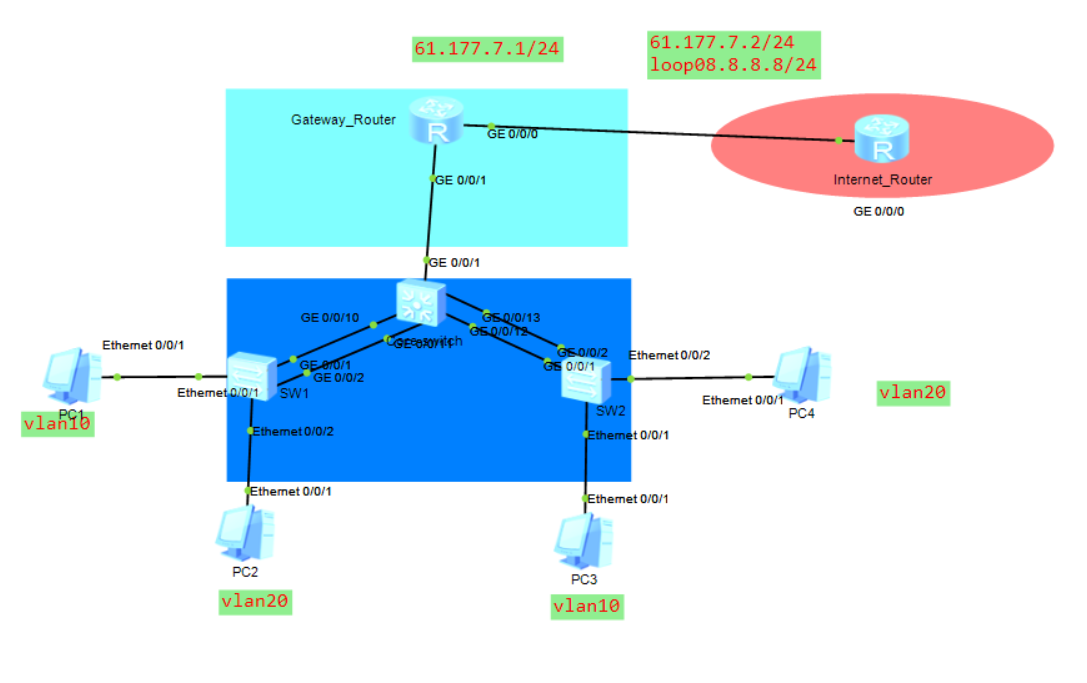 61.177.7.1/24
61.177.7.2/24
loop08.8.8.8/24
Gateway_Router
GE 0/0/0
GE 0/0/1
Internet_Router
GE 0/0/0
GE 0/0/1
GE 0/0/10
GE 0/0/13
GE 0/0/12
Core-switch
GE 0/0/11
Ethernet 0/0/1
GE 0/0/1
GE 0/0/2
GE 0/0/2
GE 0/0/1
Ethernet 0/0/2
Ethernet 0/0/1
SW1
SW2
Ethernet 0/0/1
PC4
vlan20
PC1
vlan10
Ethernet 0/0/2
Ethernet 0/0/1
Ethernet 0/0/1
Ethernet 0/0/1
PC2
vlan20
PC3
vlan10